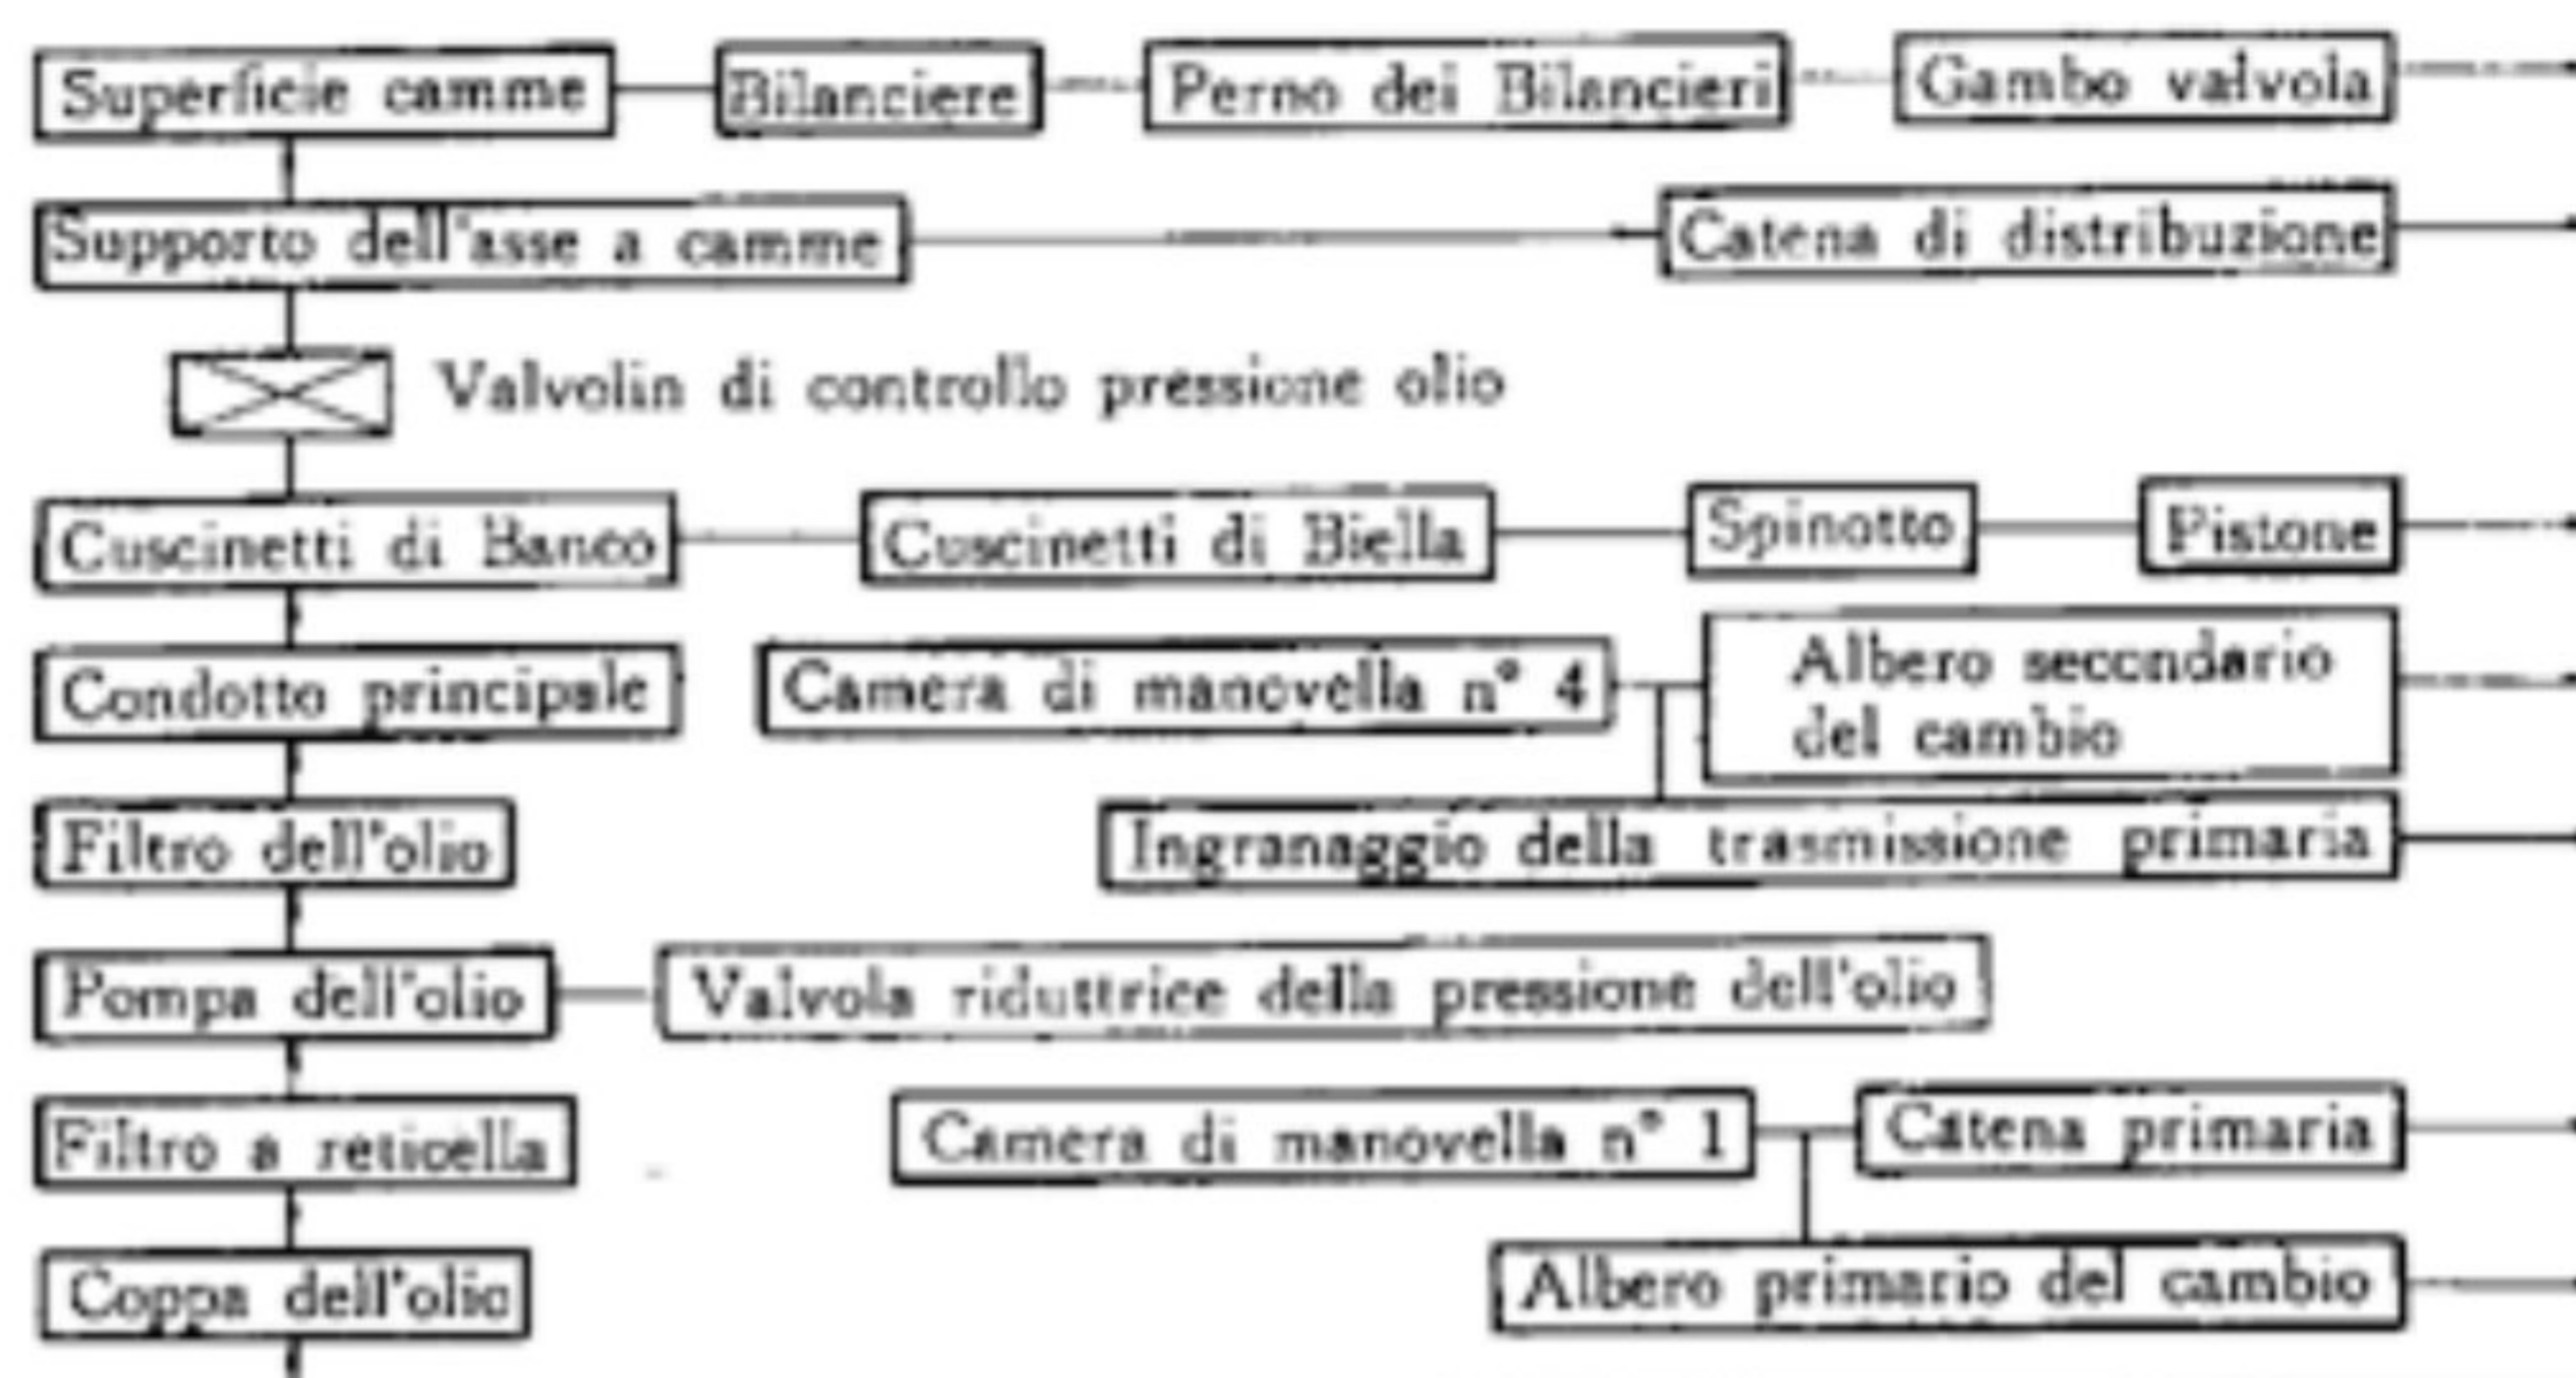 Superficie camme
Bilanciere
Perno dei Bilancieri
Gambo valvola
Supporto dell'asse a camme
Catena di distribuzione
Valvolin di controllo pressione olio
Cuscinetti di Banco
Cuscinetti di Biella
Spinotto
Pistone
Condotto principale
Camera di manovella n° 4
Albero secondario
del cambio
Filtro dell'olio
Ingranaggio della trasmissione primaria
Pompa dell'olio
Valvola riduttrice della pressione dell'olio
Filtro a reticella
Camera di manovella n° 1
Catena primaria
Coppa dell'olio
Albero primario del cambio